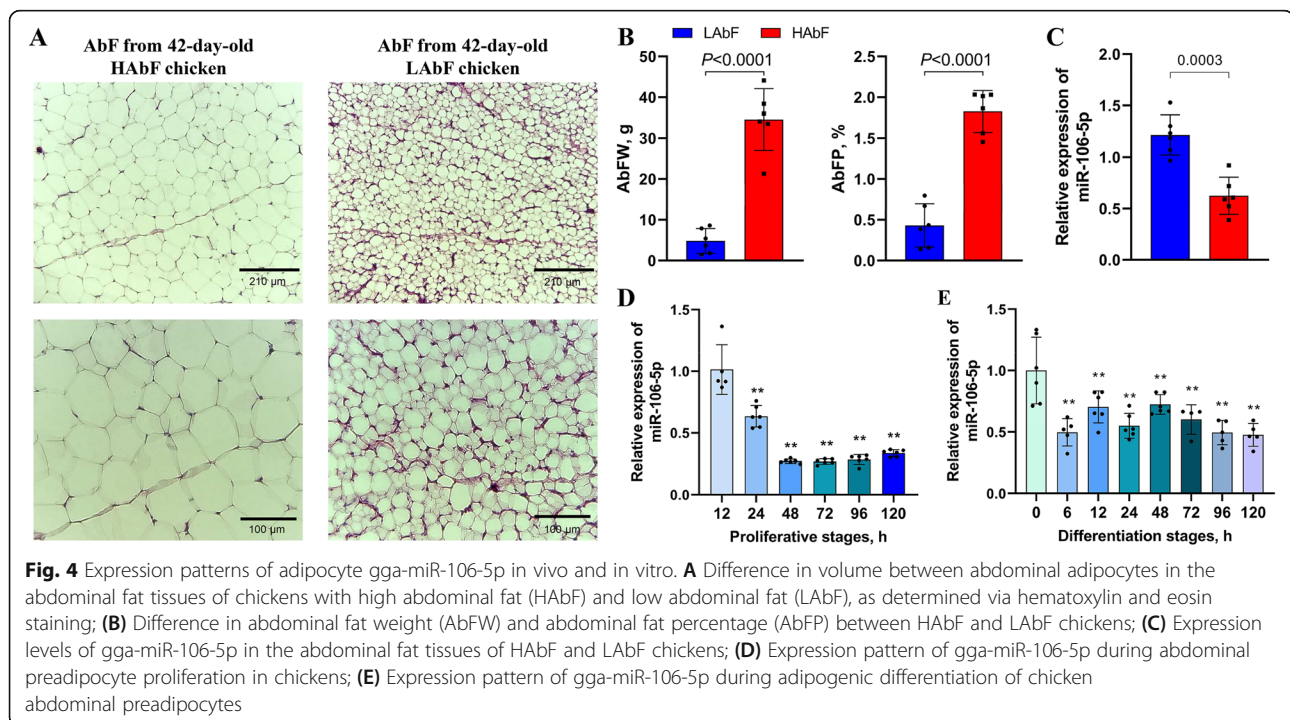 A
AbF from 42-day-old
HAbF chicken
AbF from 42-day-old
LAbF chicken
210 µm
210 µm
100 µm
100 µm
B
LAbF
HAbF
P<0.0001
AbFW, g
50
40
30
20
10
0
P<0.0001
AbFP, %
2.5
2.0
1.5
1.0
0.5
0.0
C
0.0003
Relative expression of
miR-106-5p
2.0
1.5
1.0
0.5
0.0
D
Relative expression of
miR-106-5p
1.5
1.0
0.5
0.0
** ** ** ** **
12 24 48 72 96 120
Proliferative stages, h
E
Relative expression of
miR-106-5p
1.5
1.0
0.5
0.0
** ** ** ** ** ** **
0 6 12 24 48 72 96 120
Differentiation stages, h
Fig. 4 Expression patterns of adipocyte gga-miR-106-5p in vivo and in vitro. A Difference in volume between abdominal adipocytes in the
abdominal fat tissues of chickens with high abdominal fat (HAbF) and low abdominal fat (LAbF), as determined via hematoxylin and eosin
staining; (B) Difference in abdominal fat weight (AbFW) and abdominal fat percentage (AbFP) between HAbF and LAbF chickens; (C) Expression
levels of gga-miR-106-5p in the abdominal fat tissues of HAbF and LAbF chickens; (D) Expression pattern of gga-miR-106-5p during abdominal
preadipocyte proliferation in chickens; (E) Expression pattern of gga-miR-106-5p during adipogenic differentiation of chicken
abdominal preadipocytes